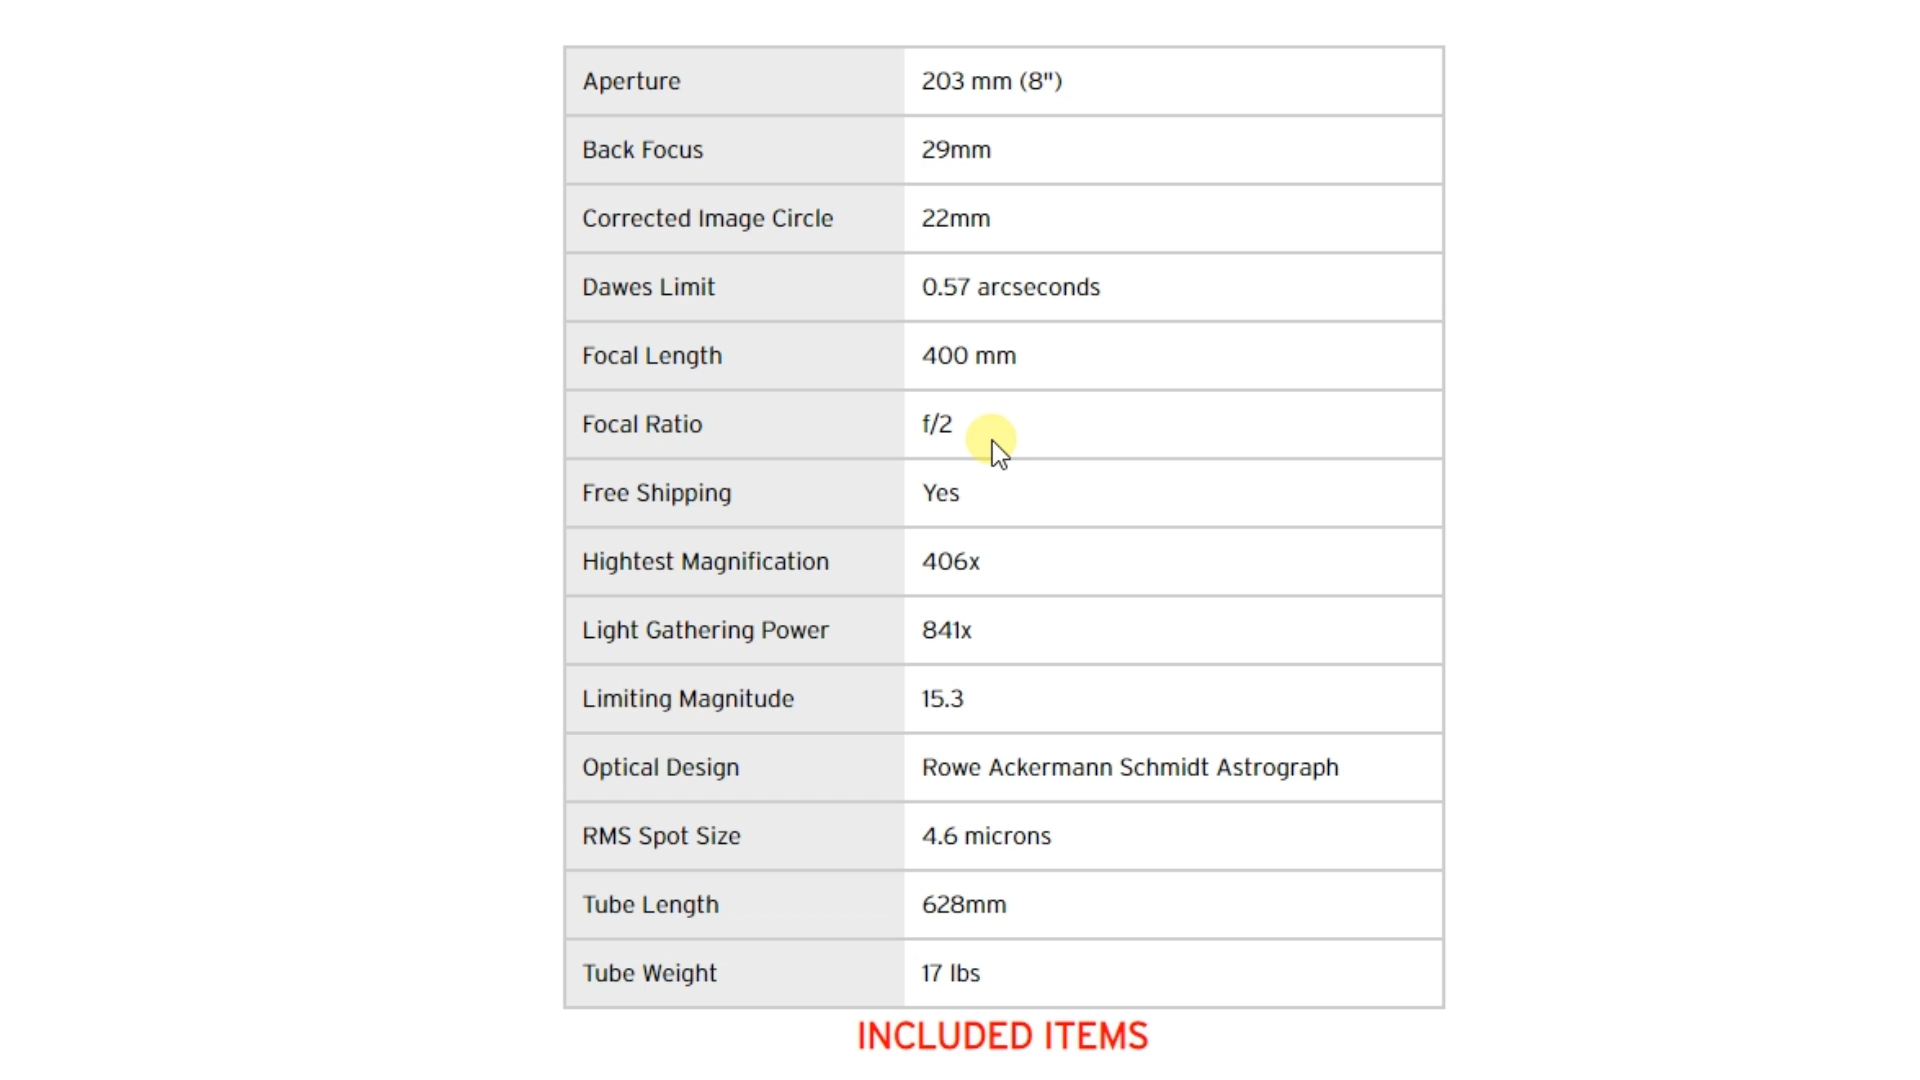 Aperture 203 mm (8")
Back Focus 29mm
Corrected Image Circle 22mm
Dawes Limit 0.57 arcseconds
Focal Length 400 mm
Focal Ratio f/2
Free Shipping Yes
Hightest Magnification 406x
Light Gathering Power 841x
Limiting Magnitude 15.3
Optical Design Rowe Ackermann Schmidt Astrograph
RMS Spot Size 4.6 microns
Tube Length 628mm
Tube Weight 17 lbs
INCLUDED ITEMS